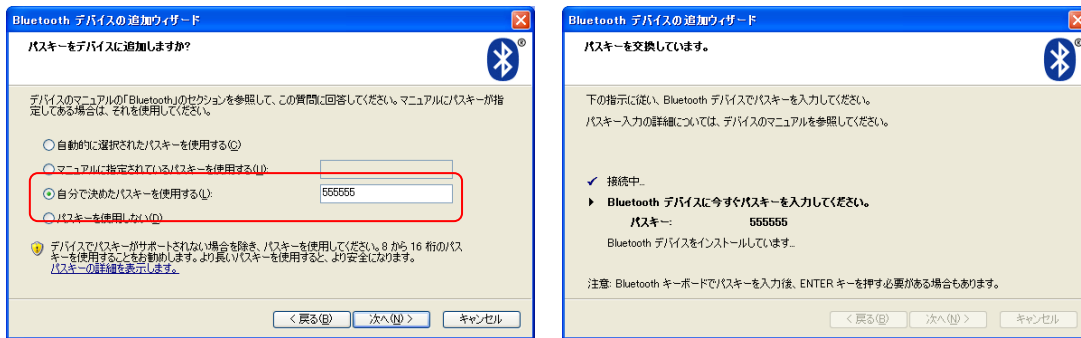 Bluetooth デバイスの追加ウィザード
パスキーをデバイスに追加しますか?
デバイスのマニュアルの「Bluetooth」のセクションを参照して、この質問に回答してください。マニュアルにパスキーが指
定してある場合は、それを使用してください。
自動的に選択されたパスキーを使用する(C)
マニュアルに指定されているパスキーを使用する(U):
自分で決めたパスキーを使用する(L): 555555
パスキーを使用しない(D)
デバイスでパスキーがサポートされない場合を除き、パスキーを使用してください。8 から 16 桁のパス
キーを使用することをお勧めします。より長いパスキーを使用すると、より安全になります。
パスキーの詳細を表示します。
< 戻る(B) 次へ(N) > キャンセル
Bluetooth デバイスの追加ウィザード
パスキーを交換しています。
下の指示に従い、Bluetooth デバイスでパスキーを入力してください。
パスキー入力の詳細については、デバイスのマニュアルを参照してください。
接続中...
Bluetooth デバイスに今すぐパスキーを入力してください。
パスキー: 555555
Bluetooth デバイスをインストールしています...
注意: Bluetooth キーボードでパスキーを入力後、ENTER キーを押す必要がある場合もあります。
< 戻る(B) 次へ(N) > キャンセル